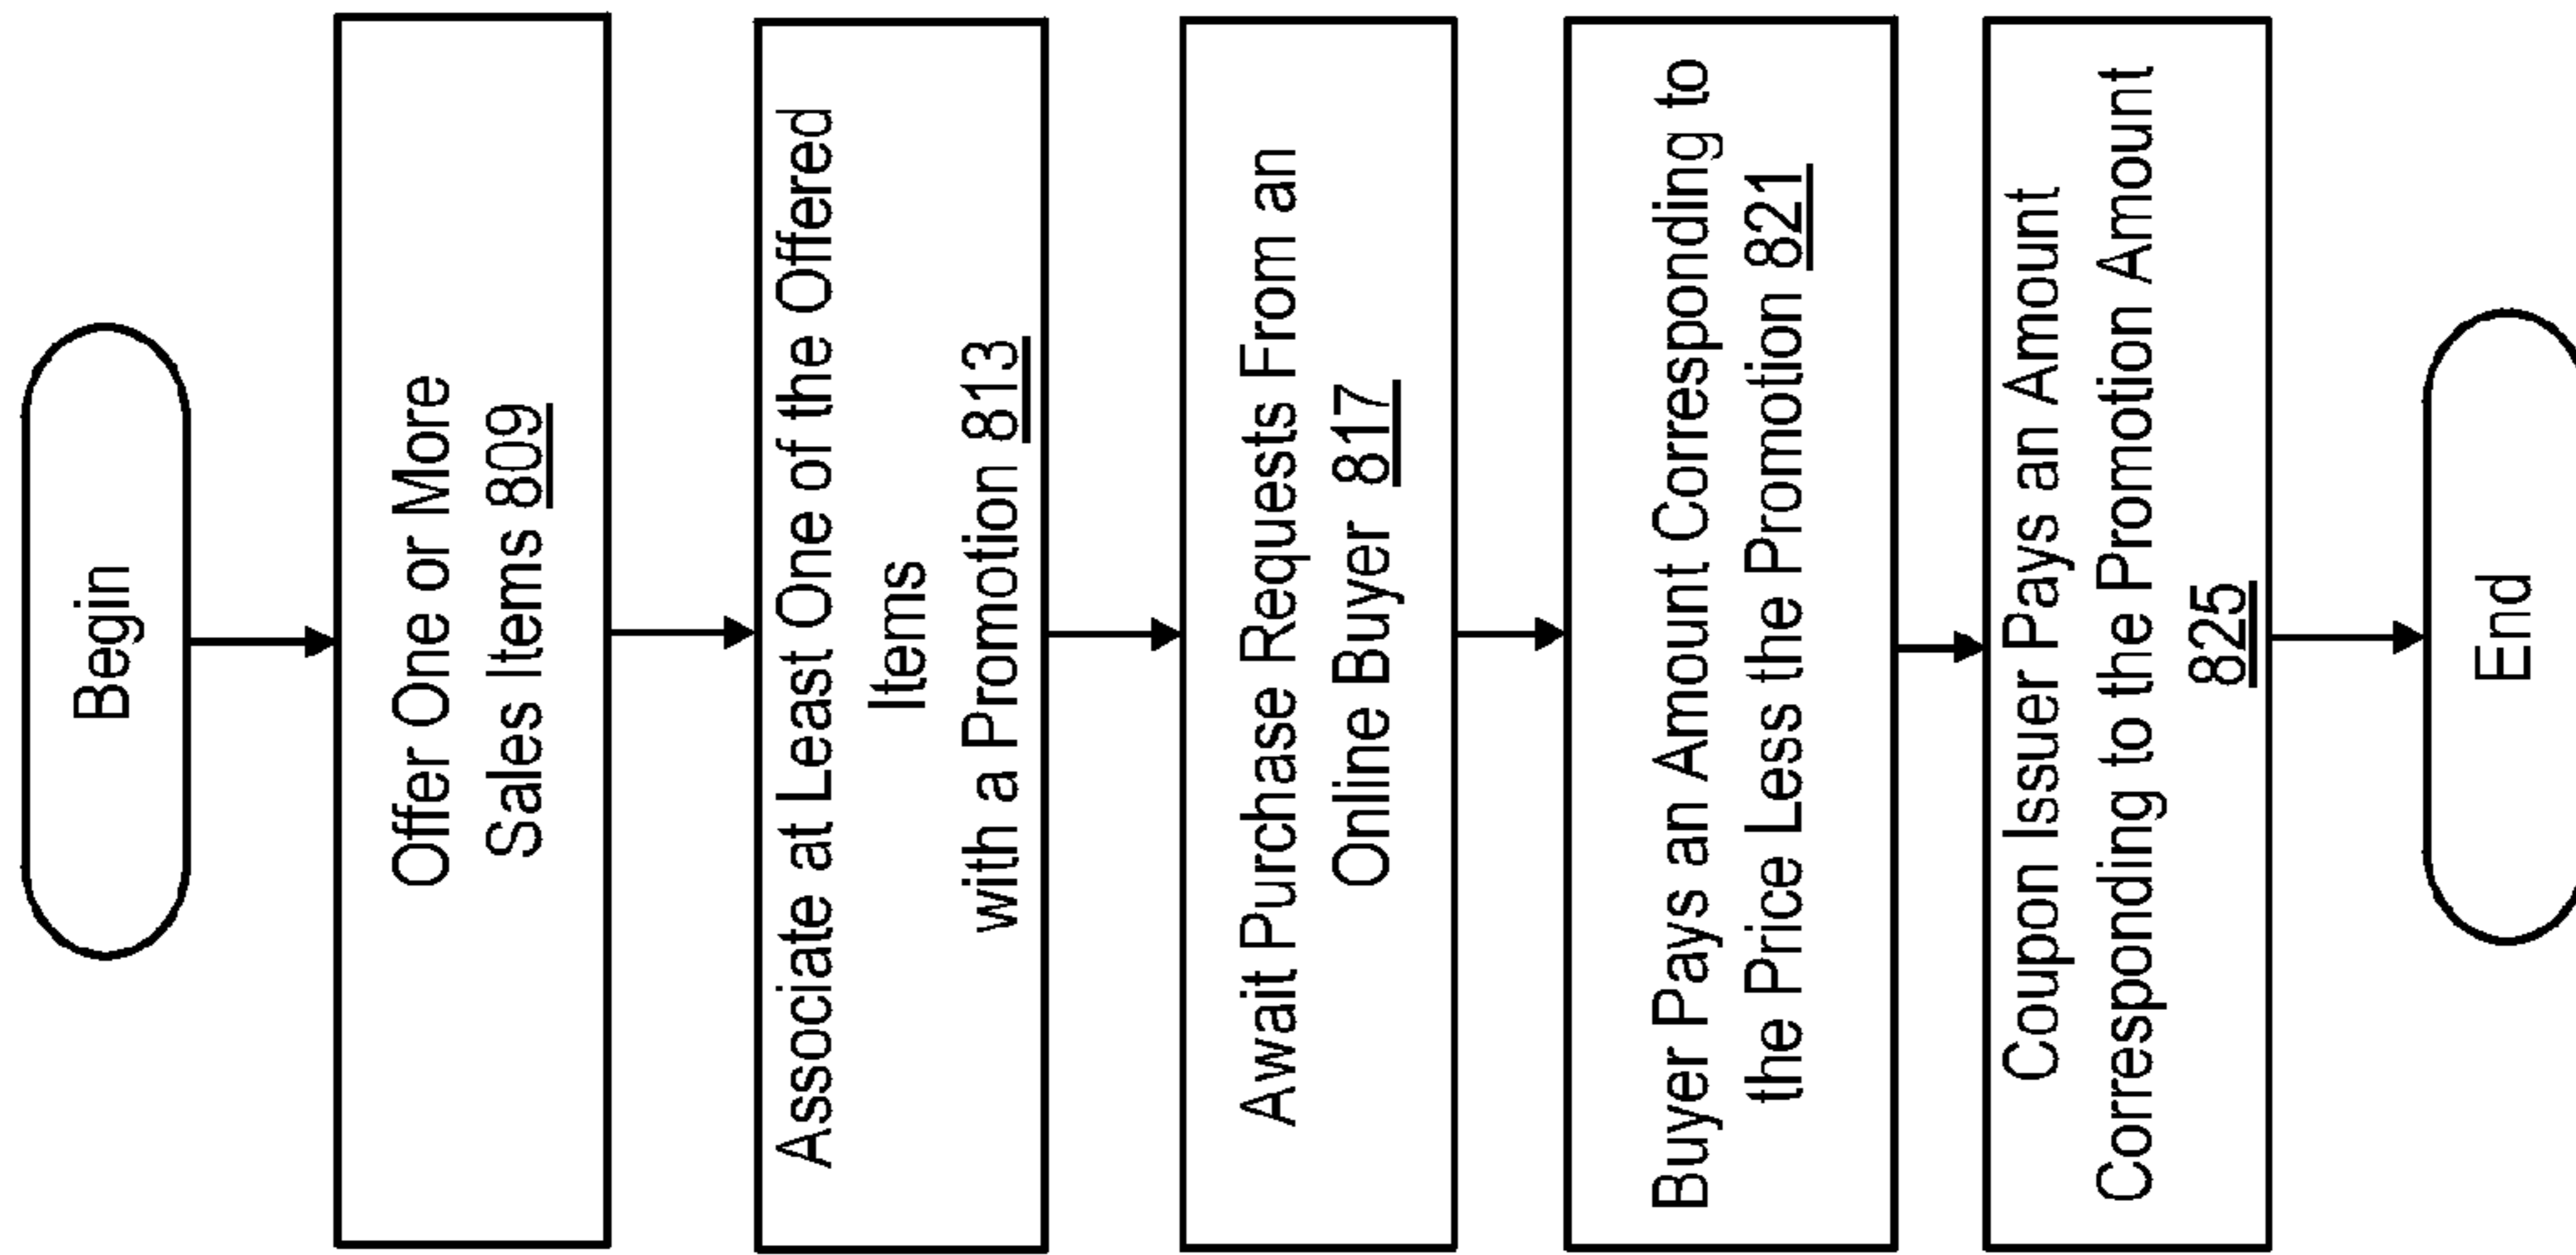 Begin
Offer One or More
Sales Items 809
Associate at Least One of the Offered
Items
with a Promotion 813
Await Purchase Requests From an
Online Buyer 817
Buyer Pays an Amount Corresponding to
the Price Less the Promotion 821
Coupon Issuer Pays an Amount
Corresponding to the Promotion Amount
825
End